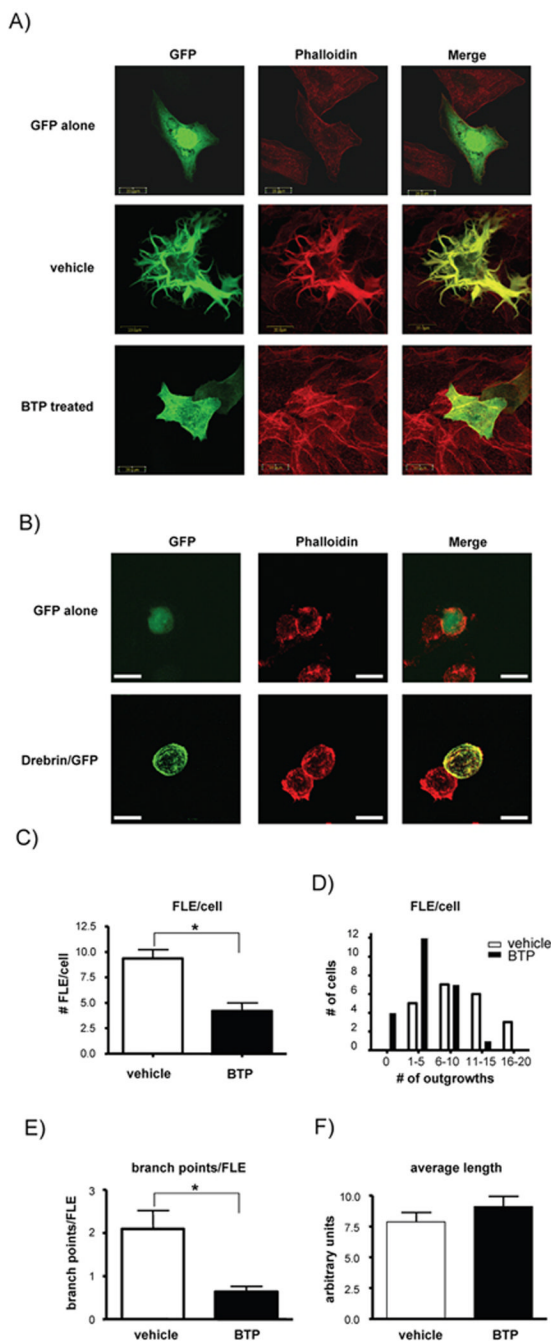 A)
GFP Phalloidin Merge
GFP alone
vehicle
BTP treated
B)
GFP Phalloidin Merge
GFP alone
Drebrin/GFP
C)
FLE/cell
*
# FLE/cell
12.5
10.0
7.5
5.0
2.5
0.0
vehicle BTP
D)
FLE/cell
vehicle
BTP
# of cells
12
10
8
6
4
2
0
0 1-5 6-10 11-15 16-20
# of outgrowths
E)
branch points/FLE
*
branch points/FLE
3
2
1
0
vehicle BTP
F)
average length
arbitrary units
10.0
7.5
5.0
2.5
0.0
vehicle BTP